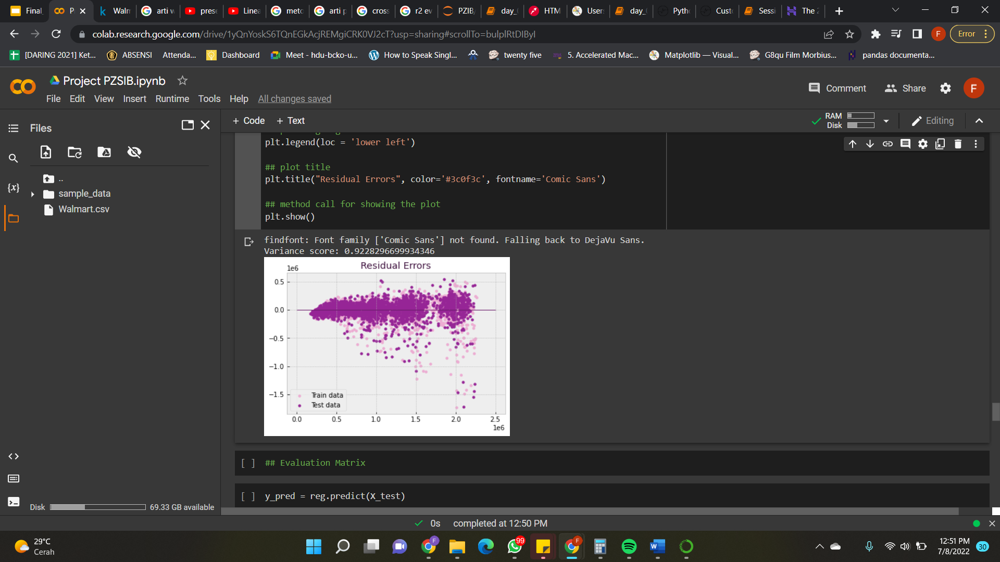 Final_ P Walm arti w prese Linea meto arti p cross r2 ev PZIB/ day_ HTM User day_ Pyth Cust Sessi The
colab.research.google.com/drive/1yQnYoskS6TQnEGkAcjREMgiCRK0VJ2cT?usp=sharing#scrollTo=bulplRtDIByI
F Error
[DARING 2021] Ket... ABSENSI Attenda... Dashboard Meet - hdu-bcko-u... How to Speak Singl... twenty five 5. Accelerated Mac... Matplotlib — Visual... G8qu Film Morbius... pandas documenta...
Project PZSIB.ipynb
Comment Share F
File Edit View Insert Runtime Tools Help All changes saved
Files
+ Code + Text
RAM
Disk
Editing
plt.legend(loc = 'lower left')
## plot title
plt.title("Residual Errors", color='#3c0f3c', fontname='Comic Sans')
## method call for showing the plot
plt.show()
{x}
..
sample_data
Walmart.csv
findfont: Font family ['Comic Sans'] not found. Falling back to DejaVu Sans.
Variance score: 0.9228296699934346
Residual Errors
1e6
0.5
0.0
−0.5
−1.0
−1.5
Train data
Test data
0.0 0.5 1.0 1.5 2.0 2.5
1e6
[ ] ## Evaluation Matrix
[ ] y_pred = reg.predict(X_test)
Disk 69.33 GB available
0s completed at 12:50 PM
29°C
Cerah
F
99
F
12:51 PM
7/8/2022
30